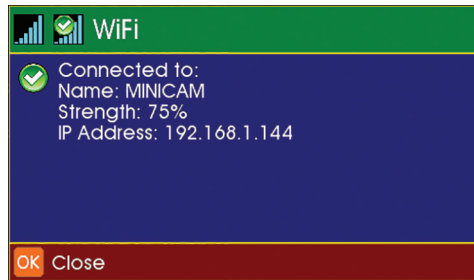 WiFi
Connected to:
Name: MINICAM
Strength: 75%
IP Address: 192.168.1.144
OK Close